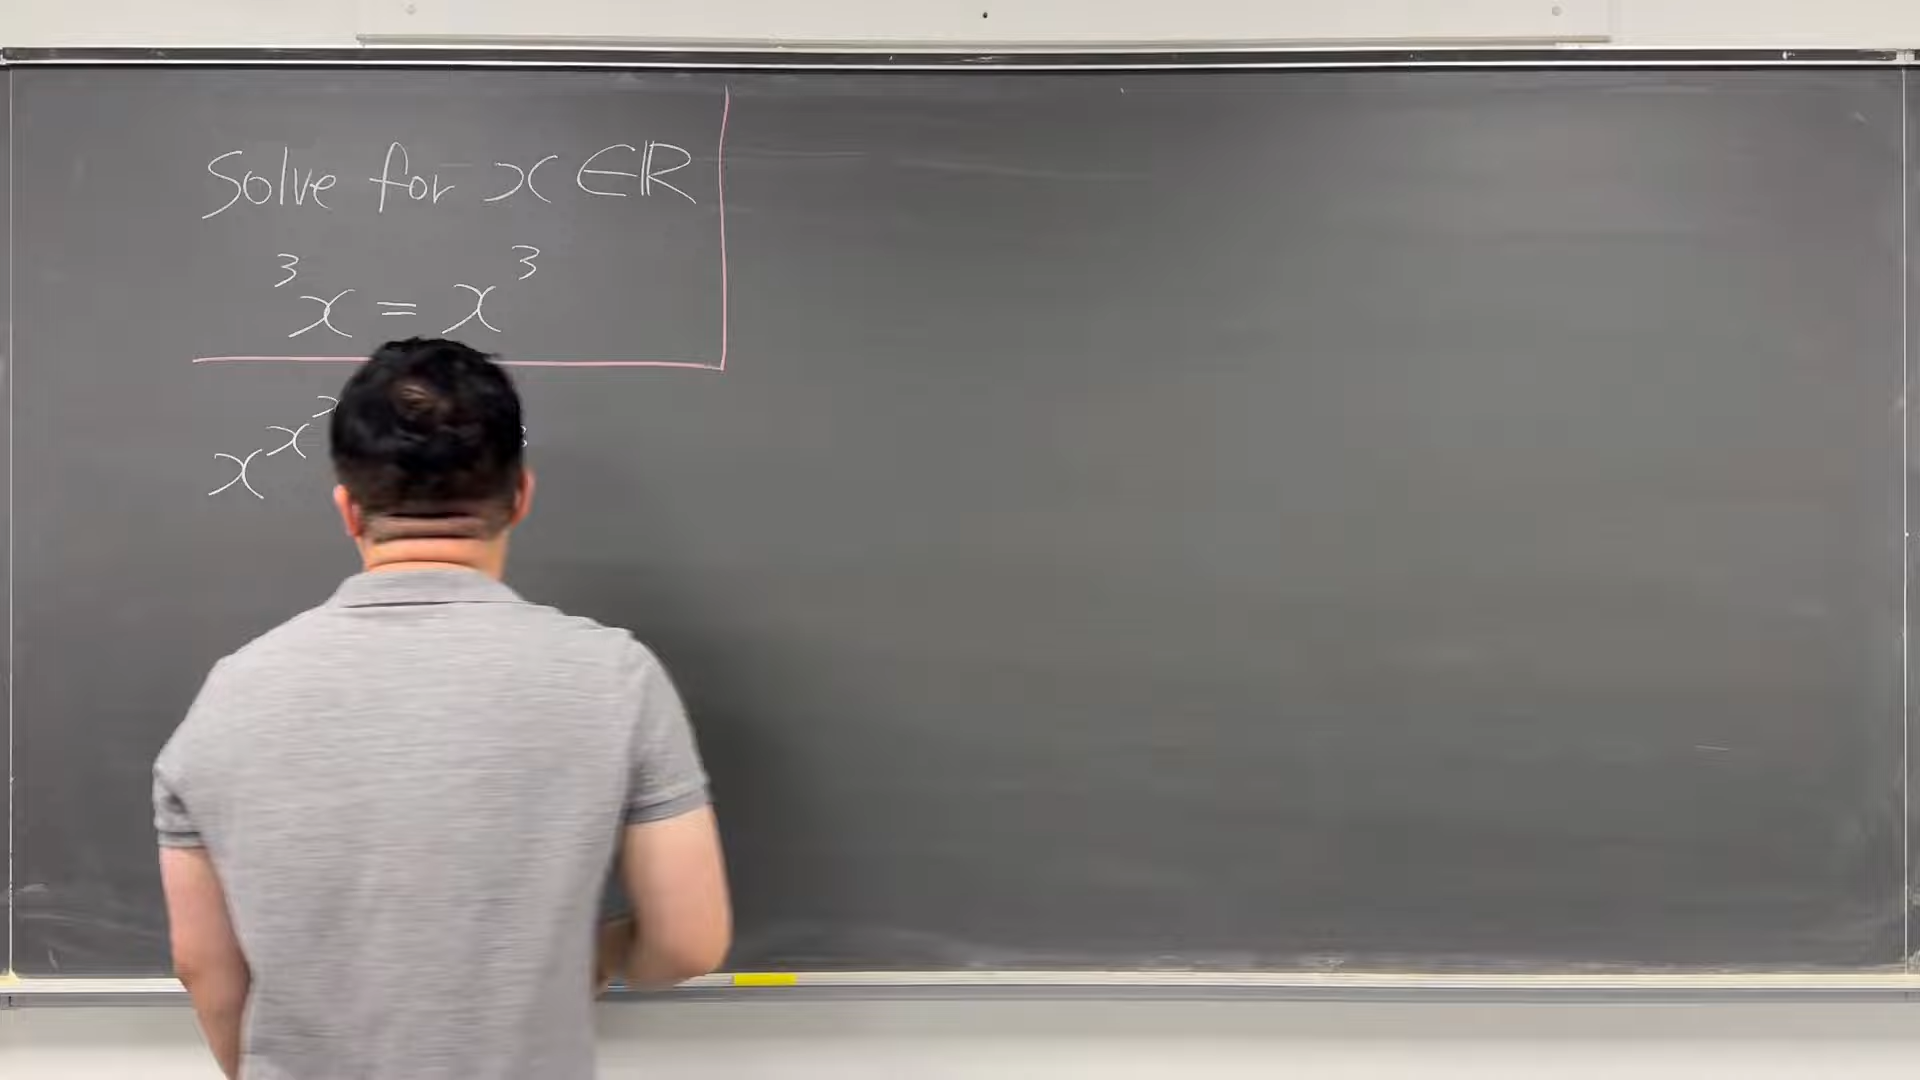 Solve for x ∈ ℝ
³x = x³
x^x